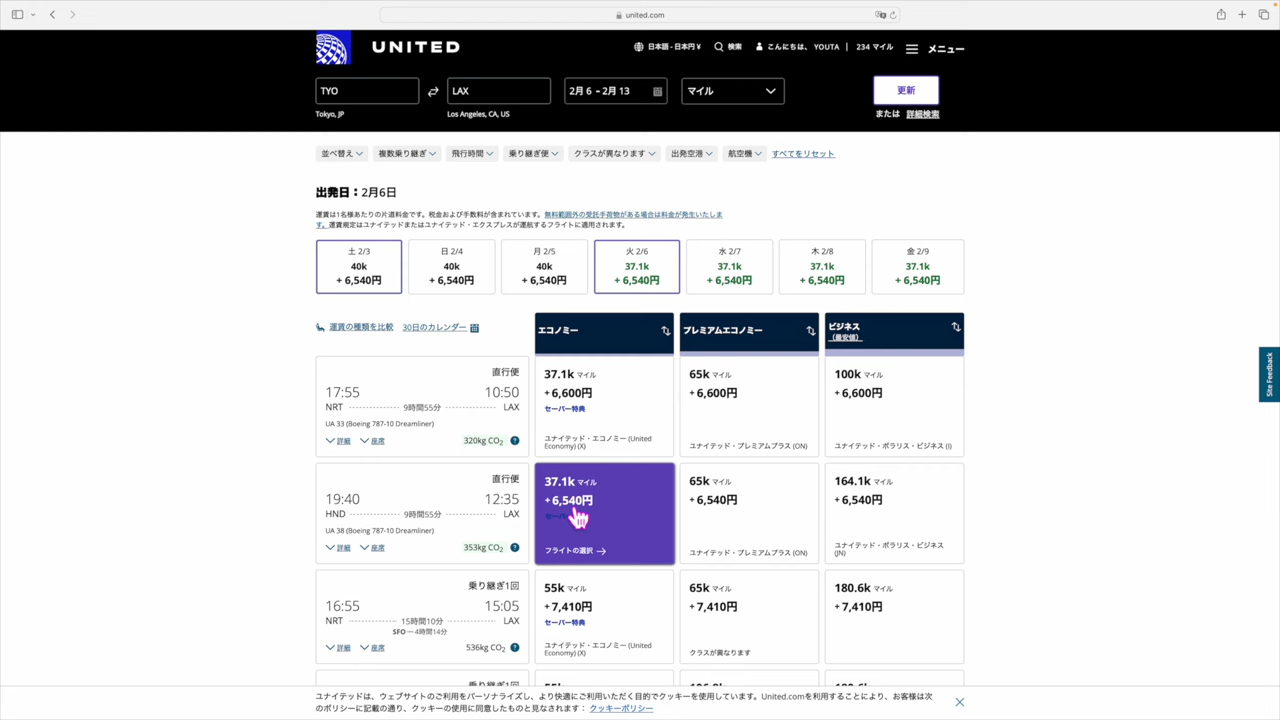 united.com
UNITED
日本語 - 日本円 ¥
検索
こんにちは、 YOUTA
234 マイル
メニュー
TYO
LAX
2月 6 - 2月 13
マイル
更新
Tokyo, JP
Los Angeles, CA, US
または 詳細検索
並べ替え
複数乗り継ぎ
飛行時間
乗り継ぎ便
クラスが異なります
出発空港
航空機
すべてをリセット
出発日：2月6日
運賃は1名様あたりの片道料金です。税金および手数料が含まれています。無料範囲外の受託手荷物がある場合は料金が発生いたしま
す。運賃規定はユナイテッドまたはユナイテッド・エクスプレスが運航するフライトに適用されます。
土 2/3
40k
+ 6,540円
日 2/4
40k
+ 6,540円
月 2/5
40k
+ 6,540円
火 2/6
37.1k
+ 6,540円
水 2/7
37.1k
+ 6,540円
木 2/8
37.1k
+ 6,540円
金 2/9
37.1k
+ 6,540円
運賃の種類を比較
30日のカレンダー
エコノミー
プレミアムエコノミー
ビジネス
(最安値)
直行便
17:55
10:50
NRT
9時間55分
LAX
UA 33 (Boeing 787-10 Dreamliner)
詳細
座席
320kg CO2
37.1k マイル
+ 6,600円
セーバー特典
ユナイテッド・エコノミー (United
Economy) (X)
65k マイル
+ 6,600円
ユナイテッド・プレミアムプラス (ON)
100k マイル
+ 6,600円
ユナイテッド・ポラリス・ビジネス (I)
直行便
19:40
12:35
HND
9時間55分
LAX
UA 38 (Boeing 787-10 Dreamliner)
詳細
座席
353kg CO2
37.1k マイル
+ 6,540円
フライトの選択
65k マイル
+ 6,540円
ユナイテッド・プレミアムプラス (ON)
164.1k マイル
+ 6,540円
ユナイテッド・ポラリス・ビジネス
(JN)
乗り継ぎ1回
16:55
15:05
NRT
15時間10分
LAX
SFO — 4時間14分
詳細
座席
536kg CO2
55k マイル
+ 7,410円
セーバー特典
ユナイテッド・エコノミー (United
Economy) (X)
65k マイル
+ 7,410円
クラスが異なります
180.6k マイル
+ 7,410円
Site Feedback
ユナイテッドは、ウェブサイトのご利用をパーソナライズし、より快適にご利用いただく目的でクッキーを使用しています。United.comを利用することにより、お客様は次
のポリシーに記載の通り、クッキーの使用に同意したものと見なされます： クッキーポリシー